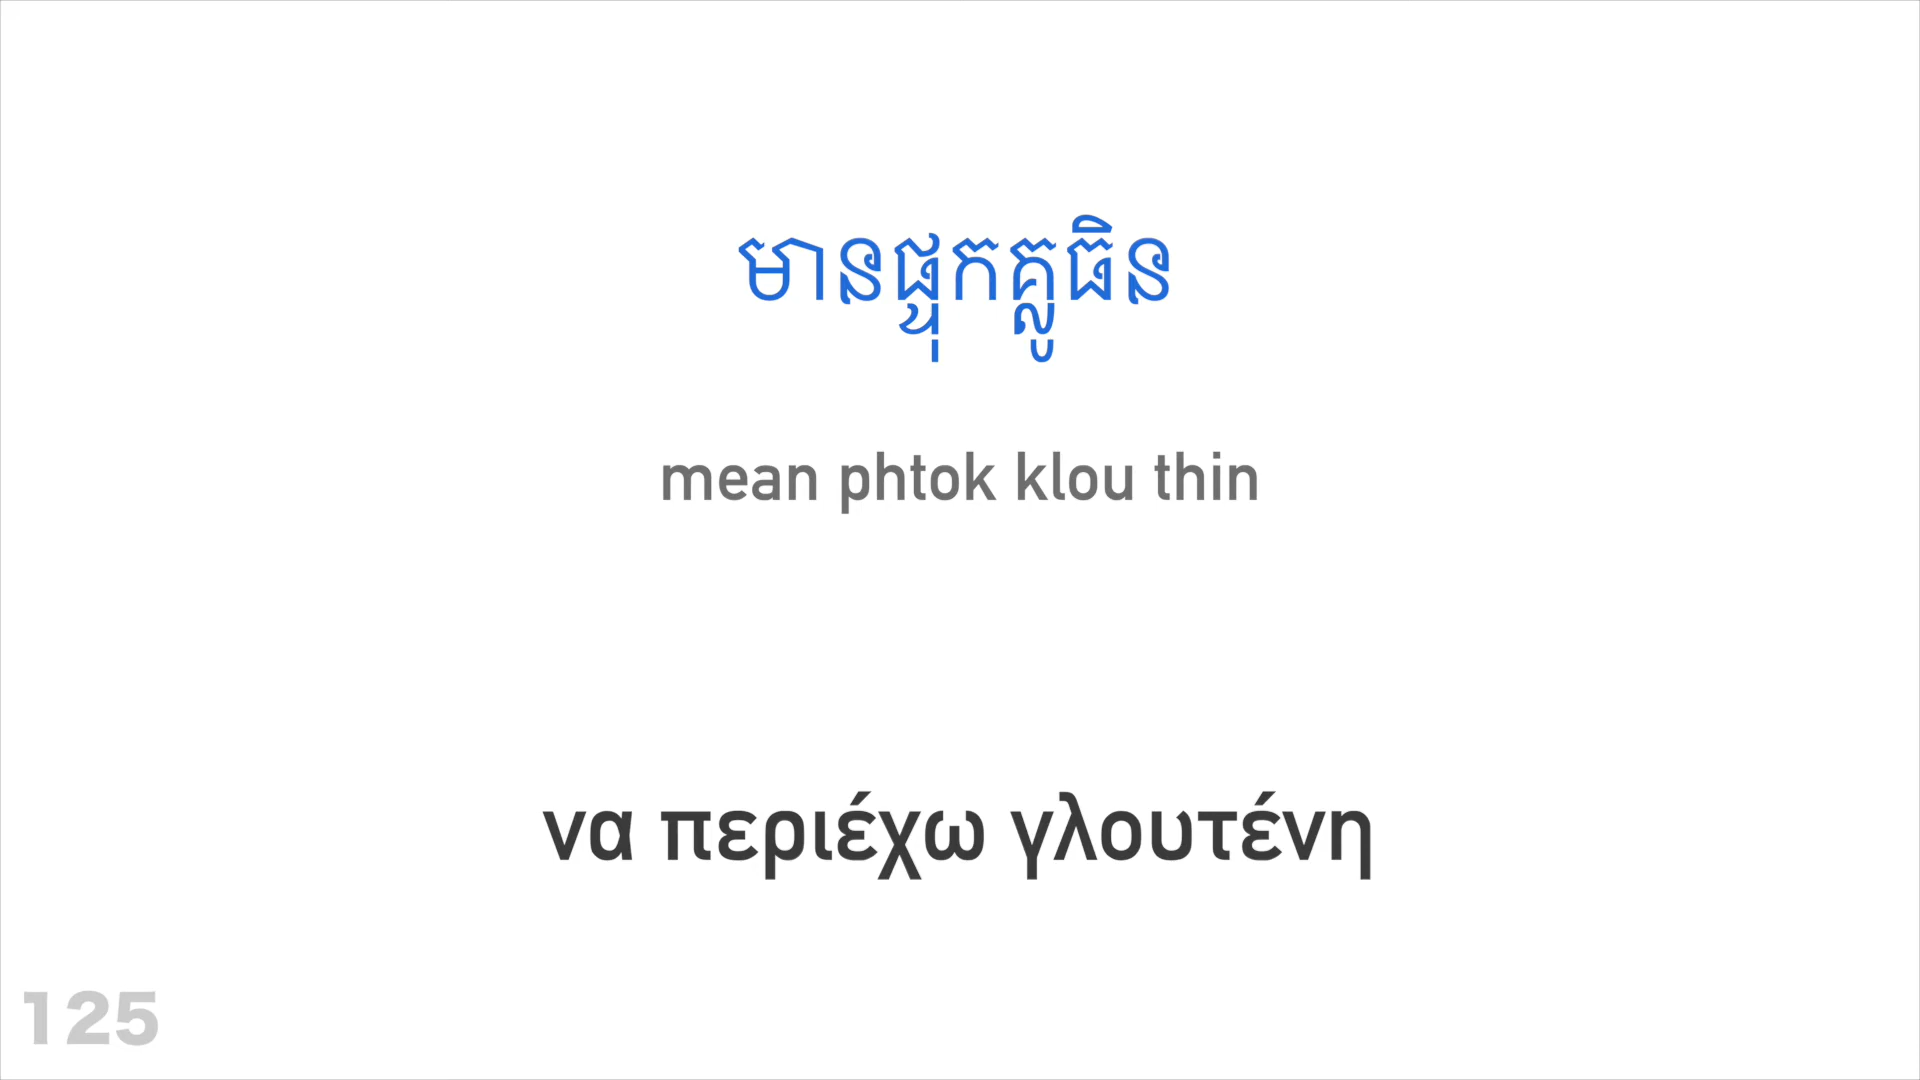 មានផ្ទុកគ្លូធិន
mean phtok klou thin
να περιέχω γλουτένη
125